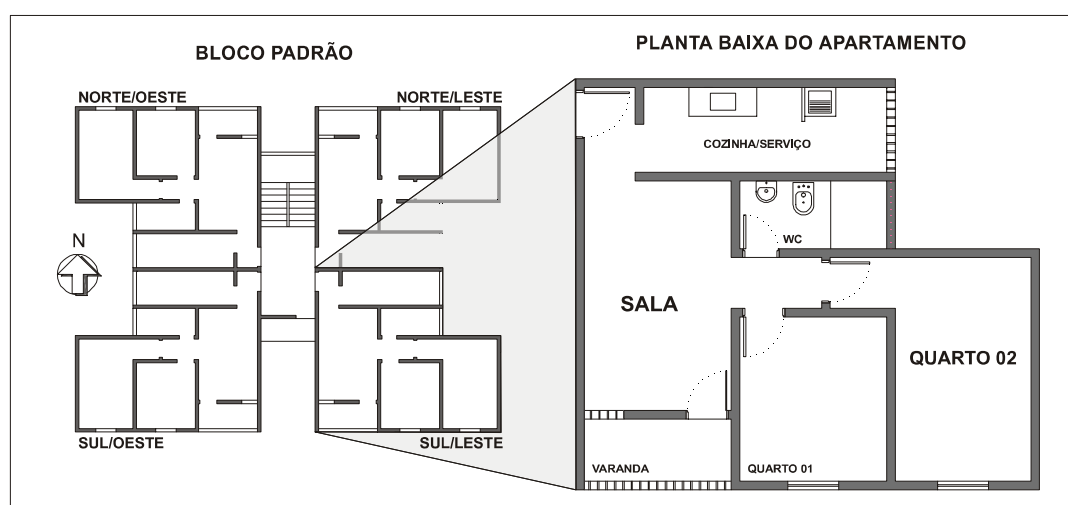 BLOCO PADRÃO
PLANTA BAIXA DO APARTAMENTO
NORTE/OESTE
NORTE/LESTE
COZINHA/SERVIÇO
WC
N
SALA
QUARTO 02
SUL/OESTE
SUL/LESTE
VARANDA
QUARTO 01